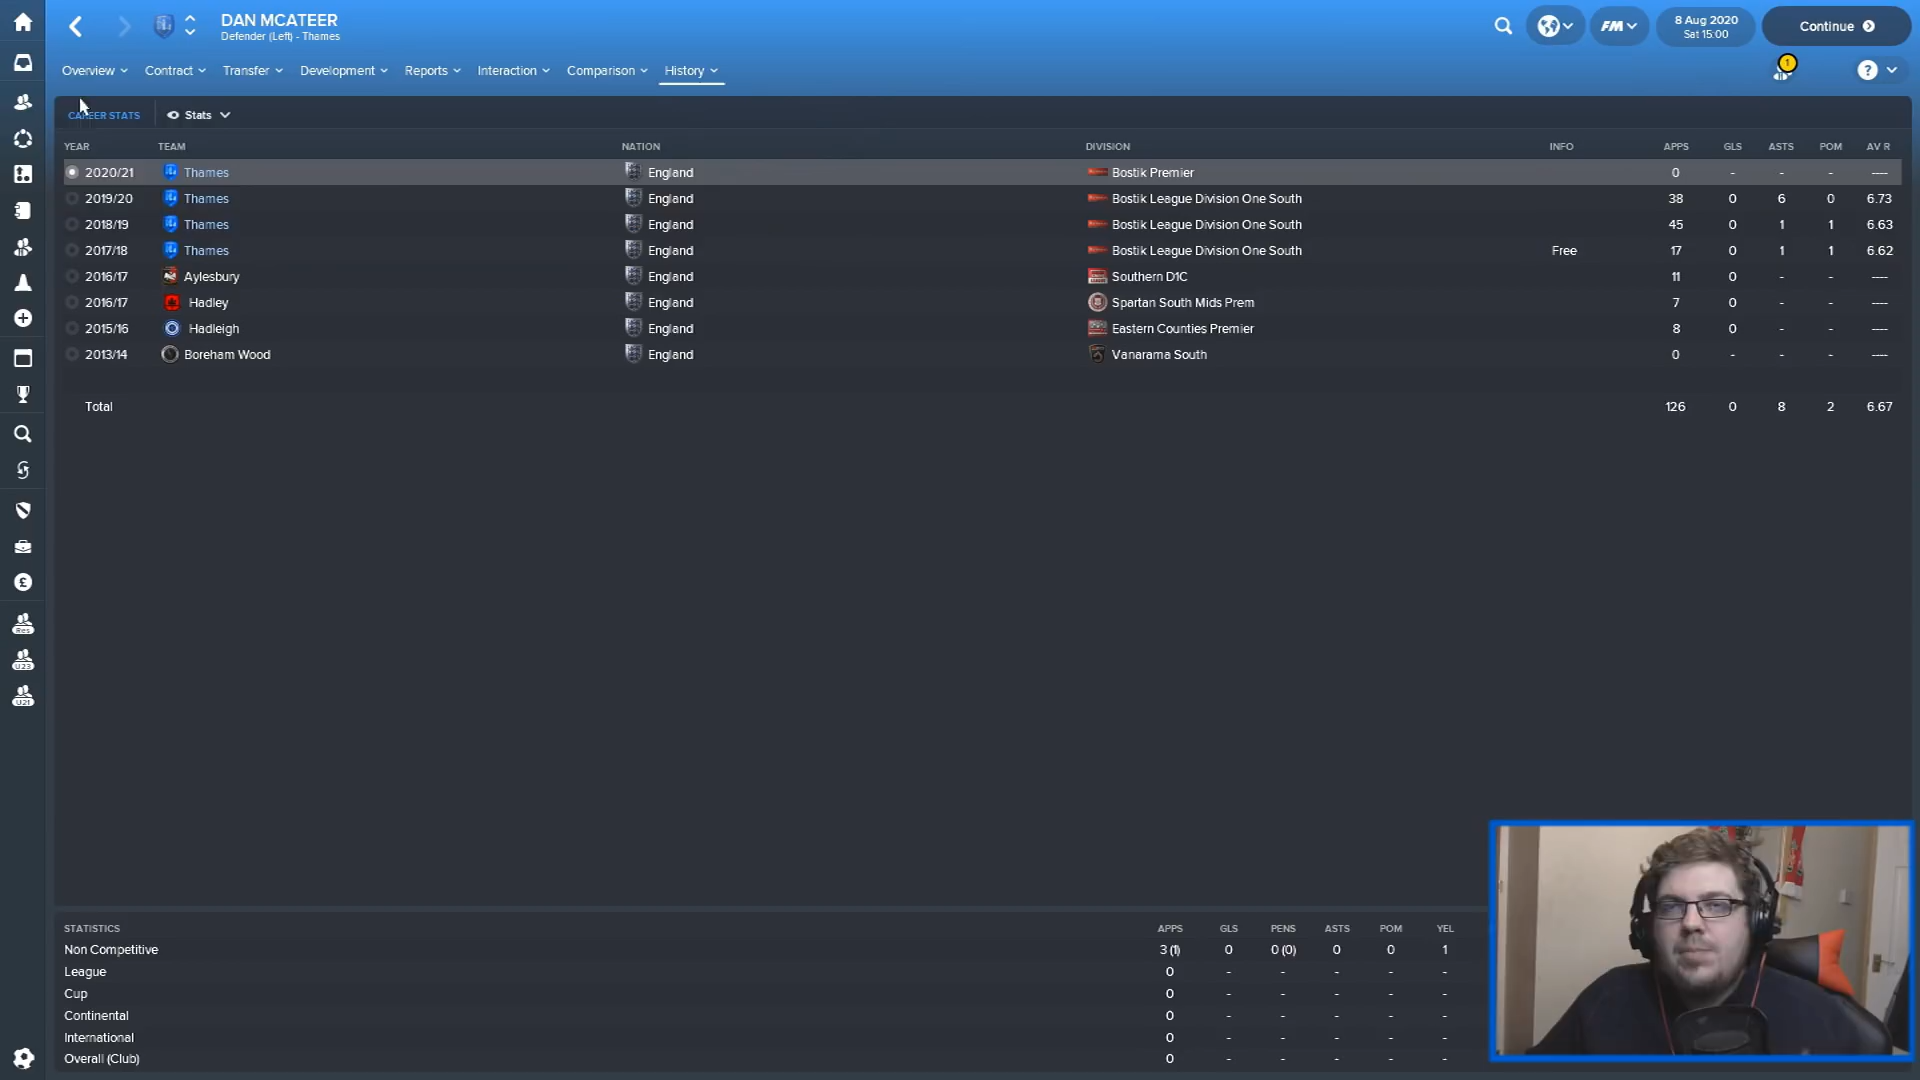 DAN MCATEER
Defender (Left) - Thames
FM
8 Aug 2020
Sat 15:00
Continue
Overview Contract Transfer Development Reports Interaction Comparison History
1
?
CAREER STATS Stats
YEAR TEAM NATION DIVISION INFO APPS GLS ASTS POM AV R
2020/21 Thames England Bostik Premier 0 - - - ----
2019/20 Thames England Bostik League Division One South 38 0 6 0 6.73
2018/19 Thames England Bostik League Division One South 45 0 1 1 6.63
2017/18 Thames England Bostik League Division One South Free 17 0 1 1 6.62
2016/17 Aylesbury England Southern D1C 11 0 - - ----
2016/17 Hadley England Spartan South Mids Prem 7 0 - - ----
2015/16 Hadleigh England Eastern Counties Premier 8 0 - - ----
2013/14 Boreham Wood England Vanarama South 0 - - - ----
Total 126 0 8 2 6.67
£
Res
U23
U21
STATISTICS APPS GLS PENS ASTS POM YEL
Non Competitive 3 (1) 0 0 (0) 0 0 1
League 0 - - - - -
Cup 0 - - - - -
Continental 0 - - - - -
International 0 - - - - -
Overall (Club) 0 - - - - -